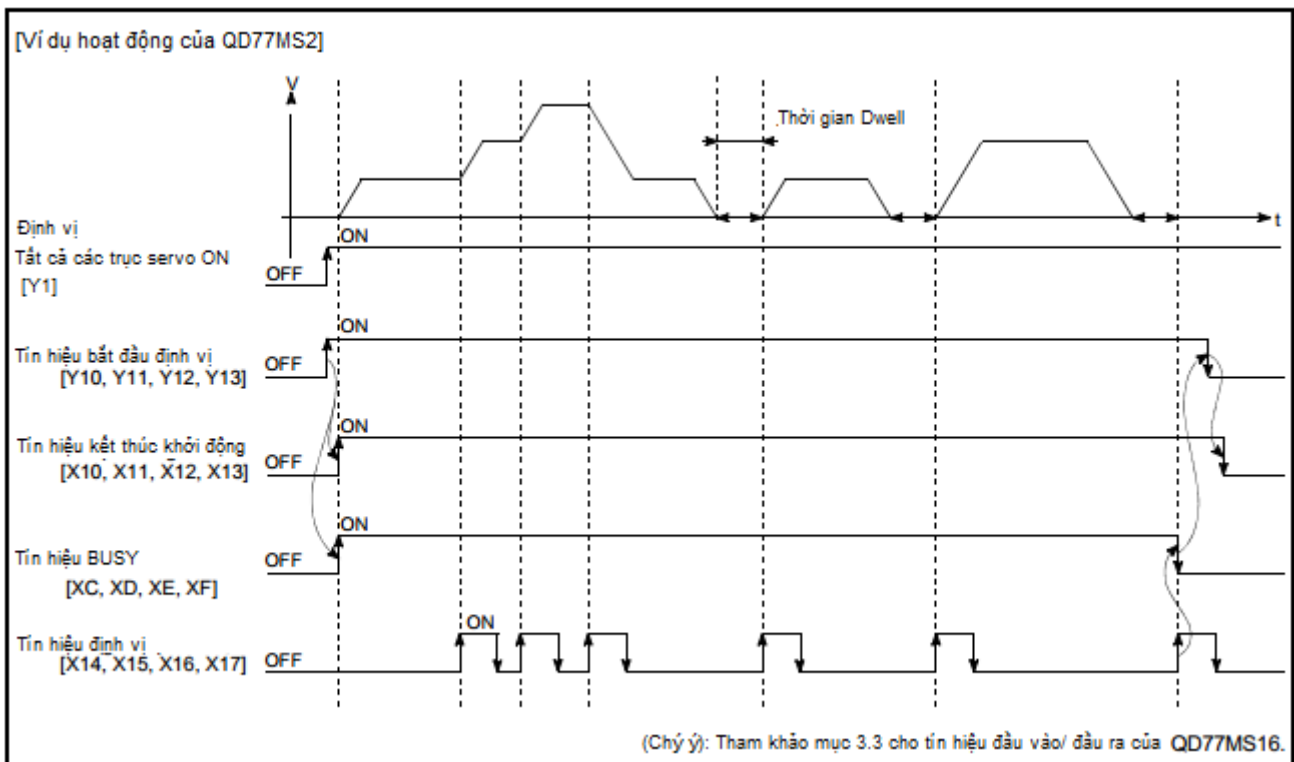 [Ví dụ hoạt động của QD77MS2]
V
Thời gian Dwell
t
Định vị
ON
Tất cả các trục servo ON
OFF
[Y1]
ON
Tín hiệu bắt đầu định vị
OFF
[Y10, Y11, Y12, Y13]
ON
Tín hiệu kết thúc khởi động
OFF
[X10, X11, X12, X13]
ON
Tín hiệu BUSY
OFF
[XC, XD, XE, XF]
ON
Tín hiệu định vị
OFF
[X14, X15, X16, X17]
(Chý ý): Tham khảo mục 3.3 cho tín hiệu đầu vào/ đầu ra của QD77MS16.